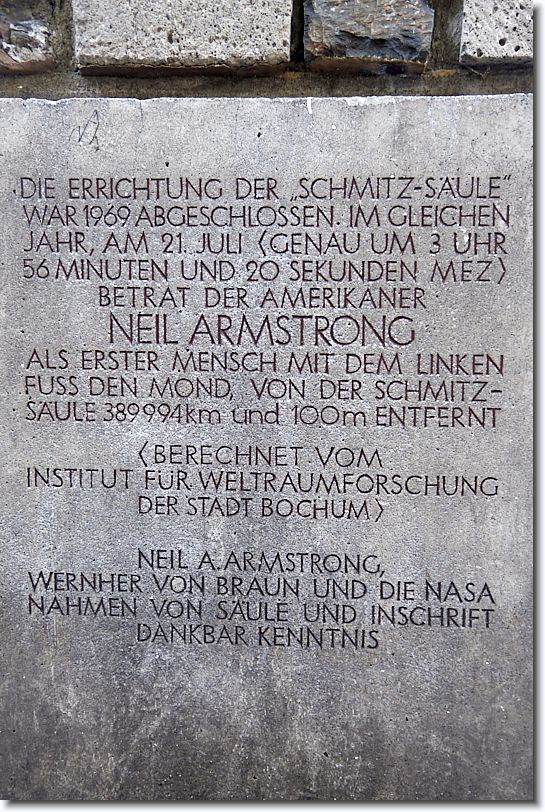 DIE ERRICHTUNG DER „SCHMITZ-SÄULE“
WAR 1969 ABGESCHLOSSEN. IM GLEICHEN
JAHR, AM 21. JULI ⟨GENAU UM 3 UHR
56 MINUTEN UND 20 SEKUNDEN MEZ⟩
BETRAT DER AMERIKANER
NEIL ARMSTRONG
ALS ERSTER MENSCH MIT DEM LINKEN
FUSS DEN MOND, VON DER SCHMITZ-
SÄULE 389994km und 100m ENTFERNT
⟨BERECHNET VOM
INSTITUT FÜR WELTRAUMFORSCHUNG
DER STADT BOCHUM⟩
NEIL A. ARMSTRONG,
WERNHER VON BRAUN UND DIE NASA
NAHMEN VON SÄULE UND INSCHRIFT
DANKBAR KENNTNIS